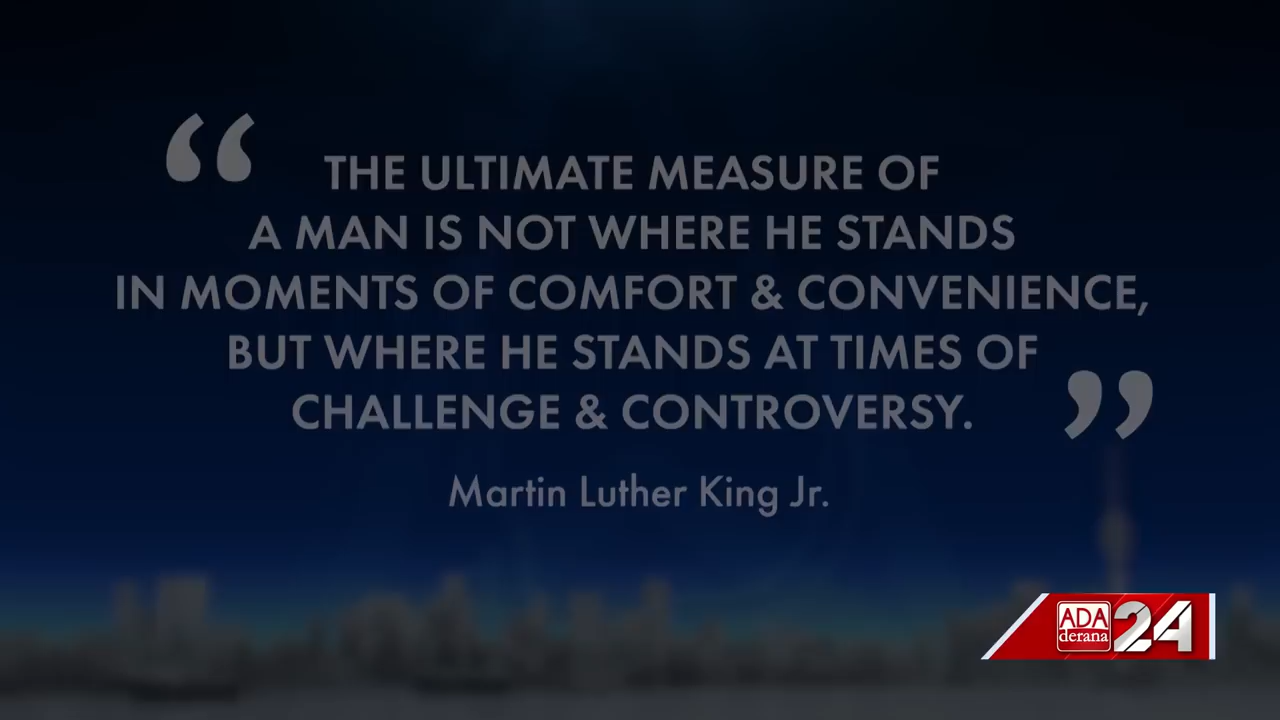 “ THE ULTIMATE MEASURE OF
A MAN IS NOT WHERE HE STANDS
IN MOMENTS OF COMFORT & CONVENIENCE,
BUT WHERE HE STANDS AT TIMES OF
CHALLENGE & CONTROVERSY. ”
Martin Luther King Jr.
ADA
derana
24